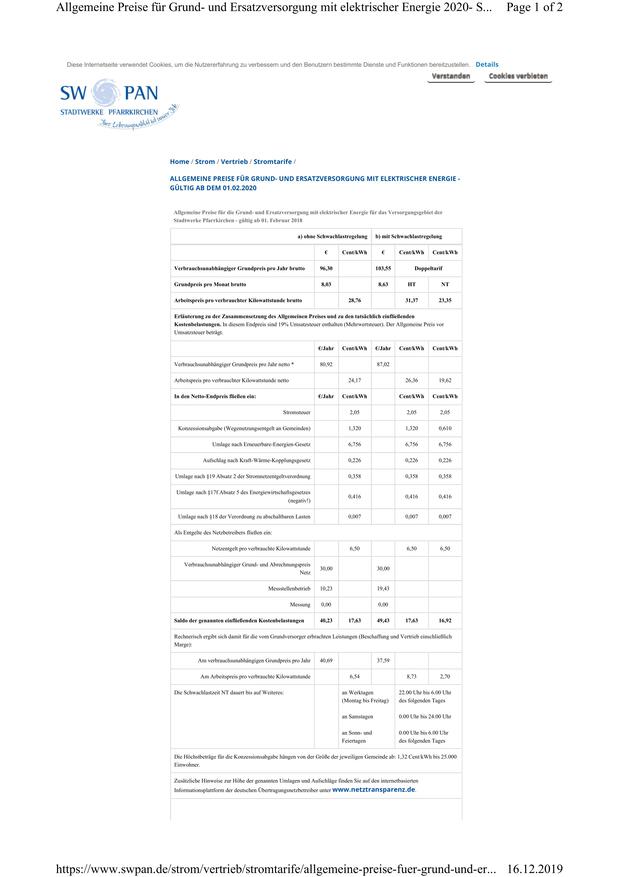 Allgemeine Preise für Grund- und Ersatzversorgung mit elektrischer Energie 2020- S... Page 1 of 2
Diese Internetseite verwendet Cookies, um die Nutzererfahrung zu verbessern und den Benutzern bestimmte Dienste und Funktionen bereitzustellen. Details
Verstanden Cookies verbieten
SW PAN
STADTWERKE PFARRKIRCHEN
Ihre Lebensqualität ist unser Job.
Home / Strom / Vertrieb / Stromtarife /
ALLGEMEINE PREISE FÜR GRUND- UND ERSATZVERSORGUNG MIT ELEKTRISCHER ENERGIE -
GÜLTIG AB DEM 01.02.2020
Allgemeine Preise für die Grund- und Ersatzversorgung mit elektrischer Energie für das Versorgungsgebiet der
Stadtwerke Pfarrkirchen - gültig ab 01. Februar 2018
a) ohne Schwachlastregelung b) mit Schwachlastregelung
€ Cent/kWh € Cent/kWh Cent/kWh
Verbrauchsunabhängiger Grundpreis pro Jahr brutto 96,30 103,55 Doppeltarif
Grundpreis pro Monat brutto 8,03 8,63 HT NT
Arbeitspreis pro verbrauchter Kilowattstunde brutto 28,76 31,37 23,35
Erläuterung zu der Zusammensetzung des Allgemeinen Preises und zu den tatsächlich einfließenden
Kostenbelastungen. In diesem Endpreis sind 19% Umsatzsteuer enthalten (Mehrwertsteuer). Der Allgemeine Preis vor
Umsatzsteuer beträgt.
€/Jahr Cent/kWh €/Jahr Cent/kWh Cent/kWh
Verbrauchsunabhängiger Grundpreis pro Jahr netto * 80,92 87,02
Arbeitspreis pro verbrauchter Kilowattstunde netto 24,17 26,36 19,62
In den Netto-Endpreis fließen ein: €/Jahr Cent/kWh Cent/kWh Cent/kWh
Stromsteuer 2,05 2,05 2,05
Konzessionsabgabe (Wegenutzungsentgelt an Gemeinden) 1,320 1,320 0,610
Umlage nach Erneuerbare-Energien-Gesetz 6,756 6,756 6,756
Aufschlag nach Kraft-Wärme-Kopplungsgesetz 0,226 0,226 0,226
Umlage nach §19 Absatz 2 der Stromnetzentgeltverordnung 0,358 0,358 0,358
Umlage nach §17f Absatz 5 des Energiewirtschaftsgesetzes
(negativ!) 0,416 0,416 0,416
Umlage nach §18 der Verordnung zu abschaltbaren Lasten 0,007 0,007 0,007
Als Entgelte des Netzbetreibers fließen ein:
Netzentgelt pro verbrauchte Kilowattstunde 6,50 6,50 6,50
Verbrauchsunabhängiger Grund- und Abrechnungspreis
Netz 30,00 30,00
Messstellenbetrieb 10,23 19,43
Messung 0,00 0,00
Saldo der genannten einfließenden Kostenbelastungen 40,23 17,63 49,43 17,63 16,92
Rechnerisch ergibt sich damit für die vom Grundversorger erbrachten Leistungen (Beschaffung und Vertrieb einschließlich
Marge):
Am verbrauchsunabhängigen Grundpreis pro Jahr 40,69 37,59
Am Arbeitspreis pro verbrauchte Kilowattstunde 6,54 8,73 2,70
Die Schwachlastzeit NT dauert bis auf Weiteres: an Werktagen 22.00 Uhr bis 6.00 Uhr
(Montag bis Freitag) des folgenden Tages
an Samstagen 0.00 Uhr bis 24.00 Uhr
an Sonn- und 0.00 Uhr bis 6.00 Uhr
Feiertagen des folgenden Tages
Die Höchstbeträge für die Konzessionsabgabe hängen von der Größe der jeweiligen Gemeinde ab: 1,32 Cent/kWh bis 25.000
Einwohner.
Zusätzliche Hinweise zur Höhe der genannten Umlagen und Aufschläge finden Sie auf den internetbasierten
Informationsplattform der deutschen Übertragungsnetzbetreiber unter www.netztransparenz.de.
https://www.swpan.de/strom/vertrieb/stromtarife/allgemeine-preise-fuer-grund-und-er... 16.12.2019